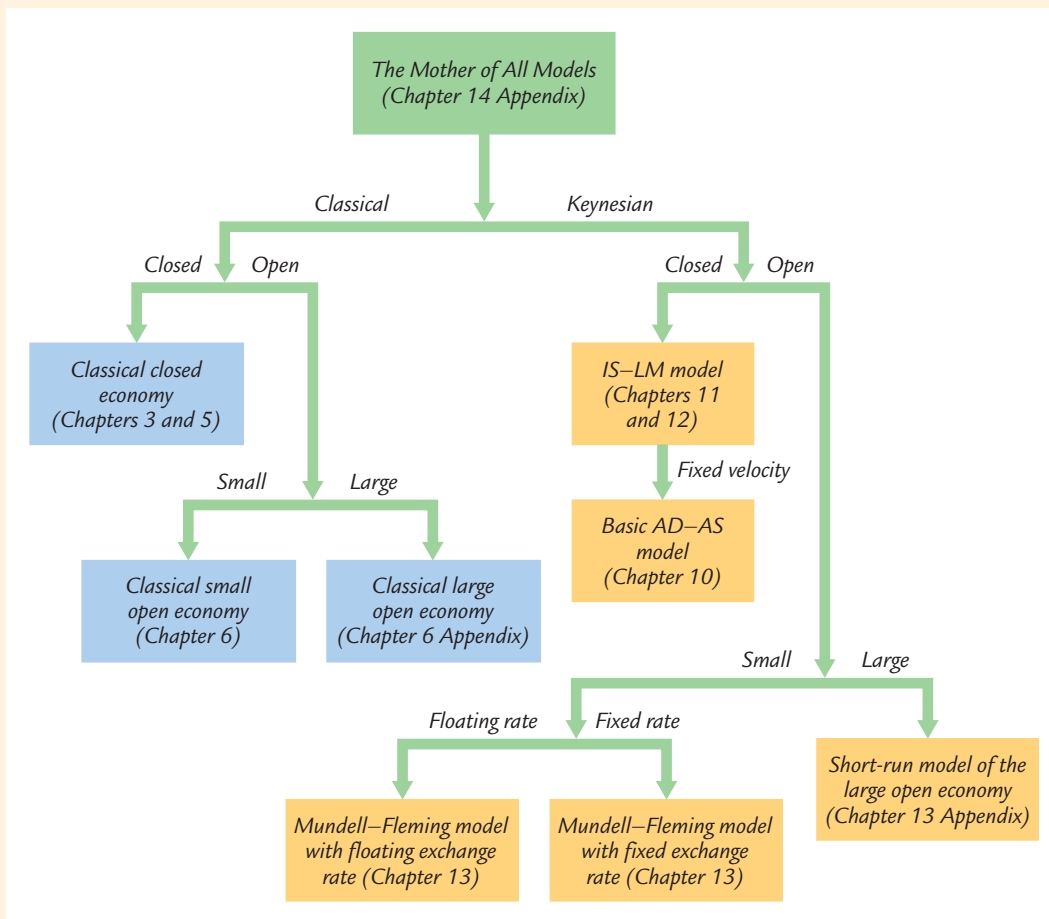 The Mother of All Models
(Chapter 14 Appendix)
Classical
Keynesian
Closed
Open
Closed
Open
Classical closed
economy
(Chapters 3 and 5)
IS–LM model
(Chapters 11
and 12)
Fixed velocity
Small
Large
Basic AD–AS
model
(Chapter 10)
Classical small
open economy
(Chapter 6)
Classical large
open economy
(Chapter 6 Appendix)
Small
Large
Floating rate
Fixed rate
Short-run model of the
large open economy
(Chapter 13 Appendix)
Mundell–Fleming model
with floating exchange
rate (Chapter 13)
Mundell–Fleming model
with fixed exchange
rate (Chapter 13)